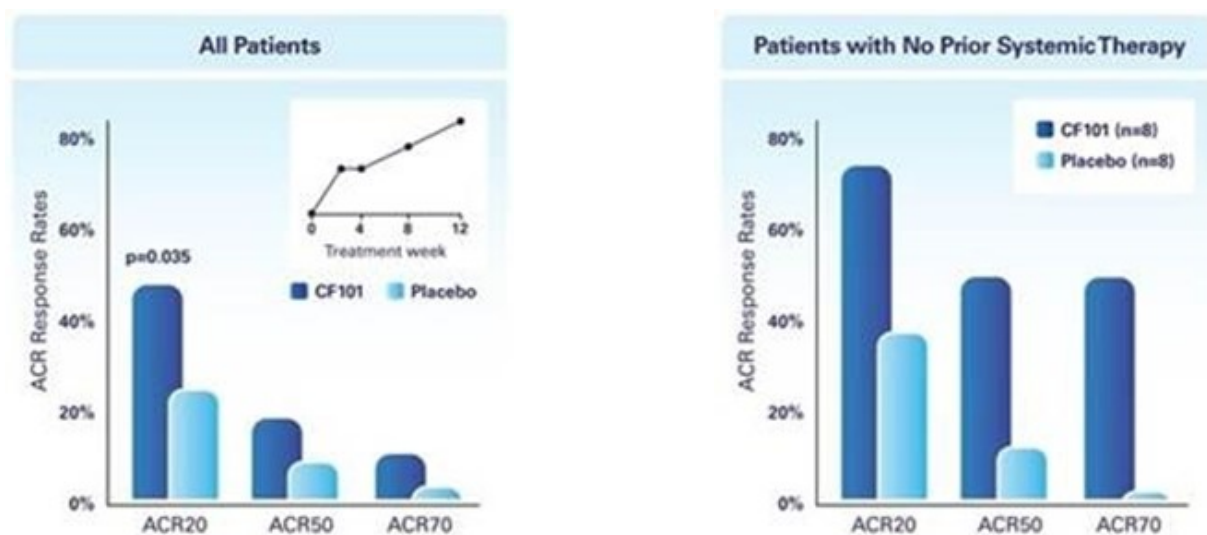 All Patients
80%
60%
40%
20%
0%
ACR Response Rates
p=0.035
0 4 8 12
Treatment week
CF101 Placebo
ACR20 ACR50 ACR70
Patients with No Prior Systemic Therapy
80%
60%
40%
20%
0%
ACR Response Rates
CF101 (n=8)
Placebo (n=8)
ACR20 ACR50 ACR70